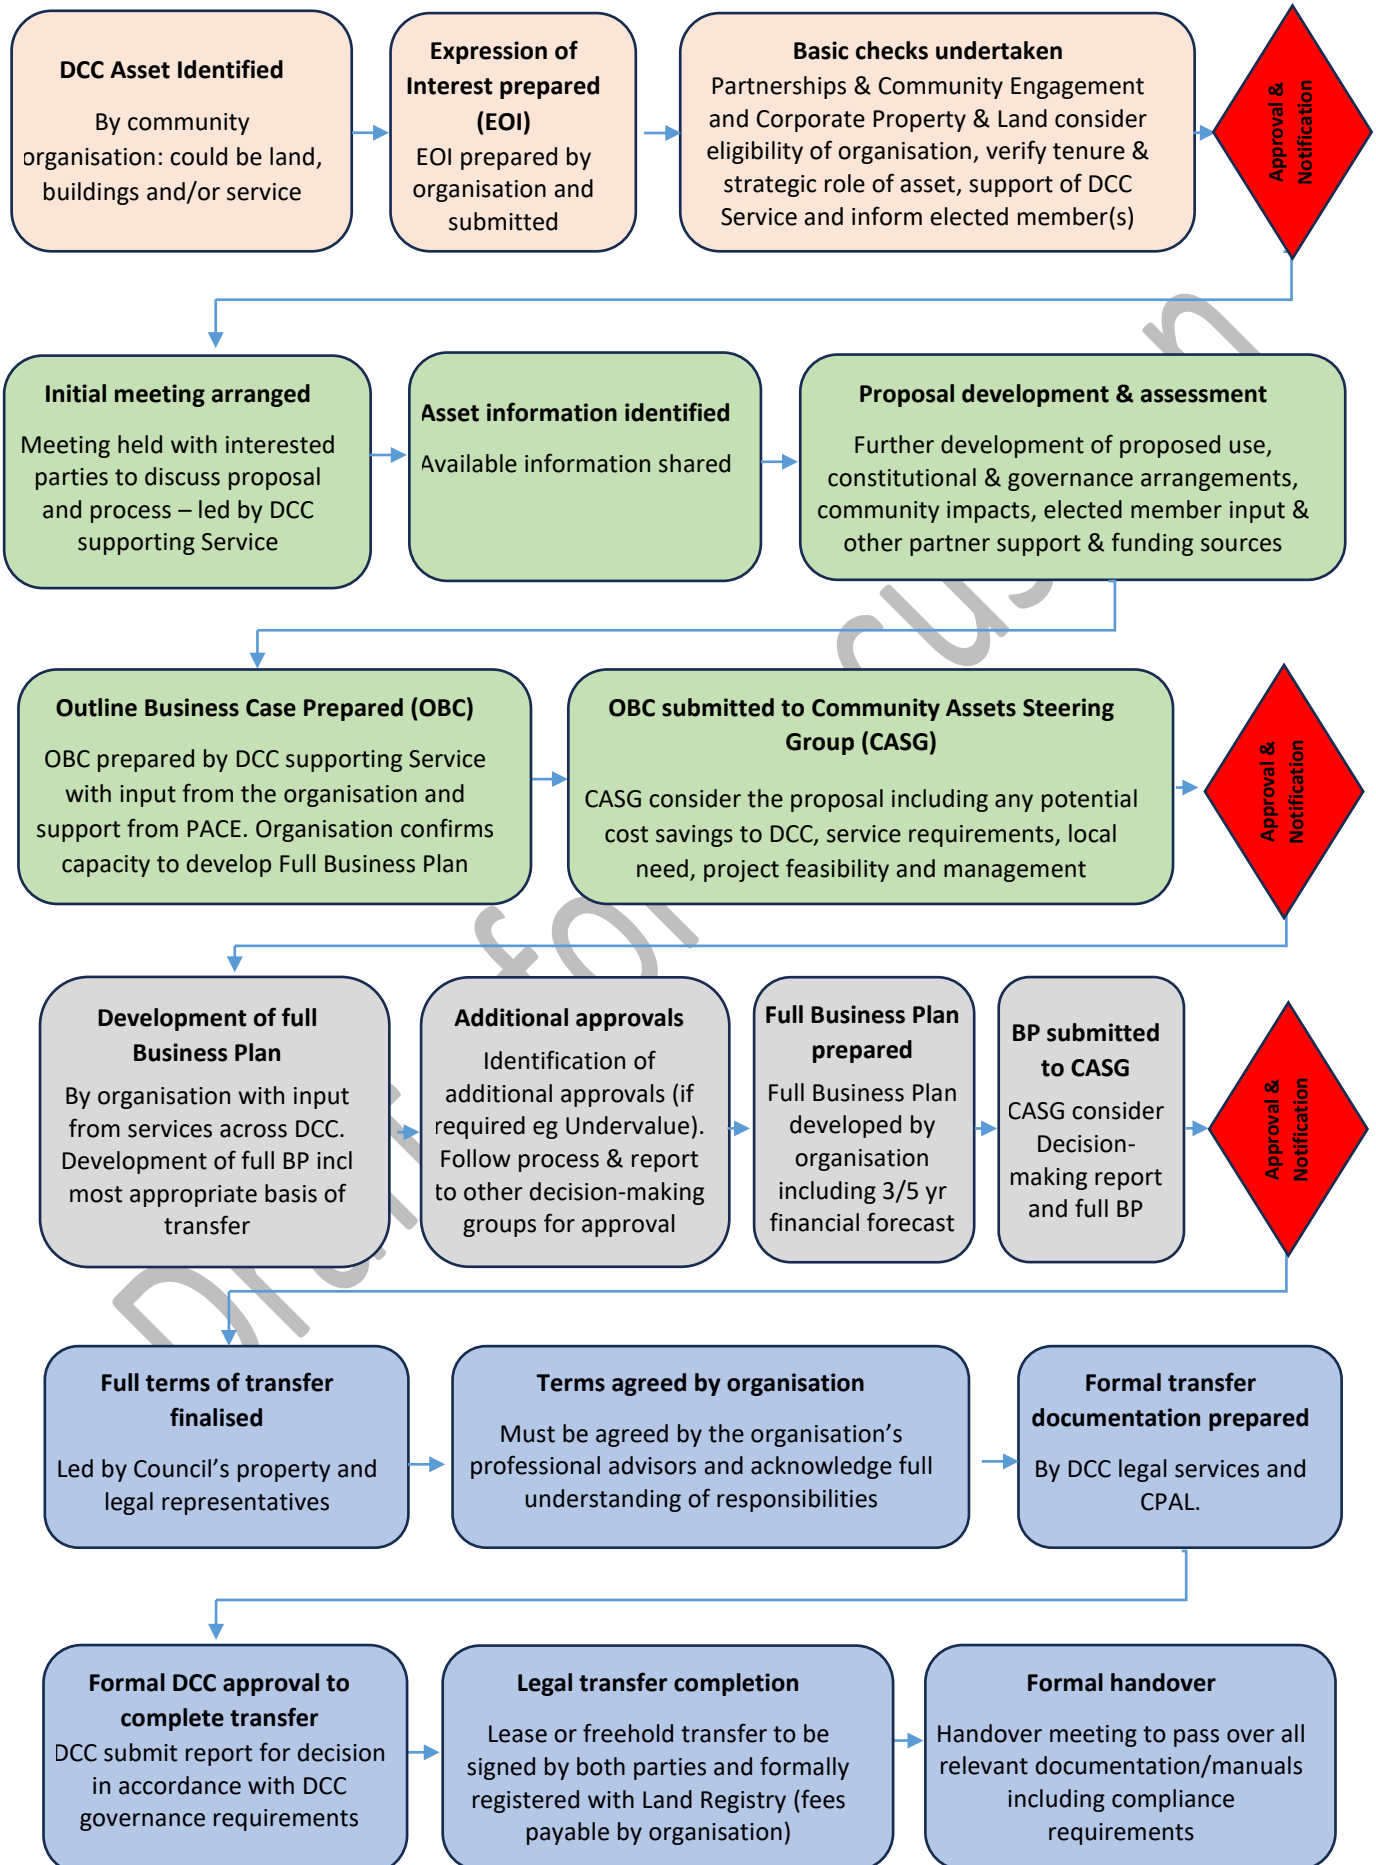 DCC Asset Identified
By community
organisation: could be land,
buildings and/or service
Expression of
Interest prepared
(EOI)
EOI prepared by
organisation and
submitted
Basic checks undertaken
Partnerships & Community Engagement
and Corporate Property & Land consider
eligibility of organisation, verify tenure &
strategic role of asset, support of DCC
Service and inform elected member(s)
Approval &
Notification
Initial meeting arranged
Meeting held with interested
parties to discuss proposal
and process – led by DCC
supporting Service
Asset information identified
Available information shared
Proposal development & assessment
Further development of proposed use,
constitutional & governance arrangements,
community impacts, elected member input &
other partner support & funding sources
Outline Business Case Prepared (OBC)
OBC prepared by DCC supporting Service
with input from the organisation and
support from PACE. Organisation confirms
capacity to develop Full Business Plan
OBC submitted to Community Assets Steering
Group (CASG)
CASG consider the proposal including any potential
cost savings to DCC, service requirements, local
need, project feasibility and management
Approval &
Notification
Development of full
Business Plan
By organisation with input
from services across DCC.
Development of full BP incl
most appropriate basis of
transfer
Additional approvals
Identification of
additional approvals (if
required eg Undervalue).
Follow process & report
to other decision-making
groups for approval
Full Business Plan
prepared
Full Business Plan
developed by
organisation
including 3/5 yr
financial forecast
BP submitted
to CASG
CASG consider
Decision-
making report
and full BP
Approval &
Notification
Full terms of transfer
finalised
Led by Council's property and
legal representatives
Terms agreed by organisation
Must be agreed by the organisation's
professional advisors and acknowledge full
understanding of responsibilities
Formal transfer
documentation prepared
By DCC legal services and
CPAL.
Formal DCC approval to
complete transfer
DCC submit report for decision
in accordance with DCC
governance requirements
Legal transfer completion
Lease or freehold transfer to be
signed by both parties and formally
registered with Land Registry (fees
payable by organisation)
Formal handover
Handover meeting to pass over all
relevant documentation/manuals
including compliance
requirements